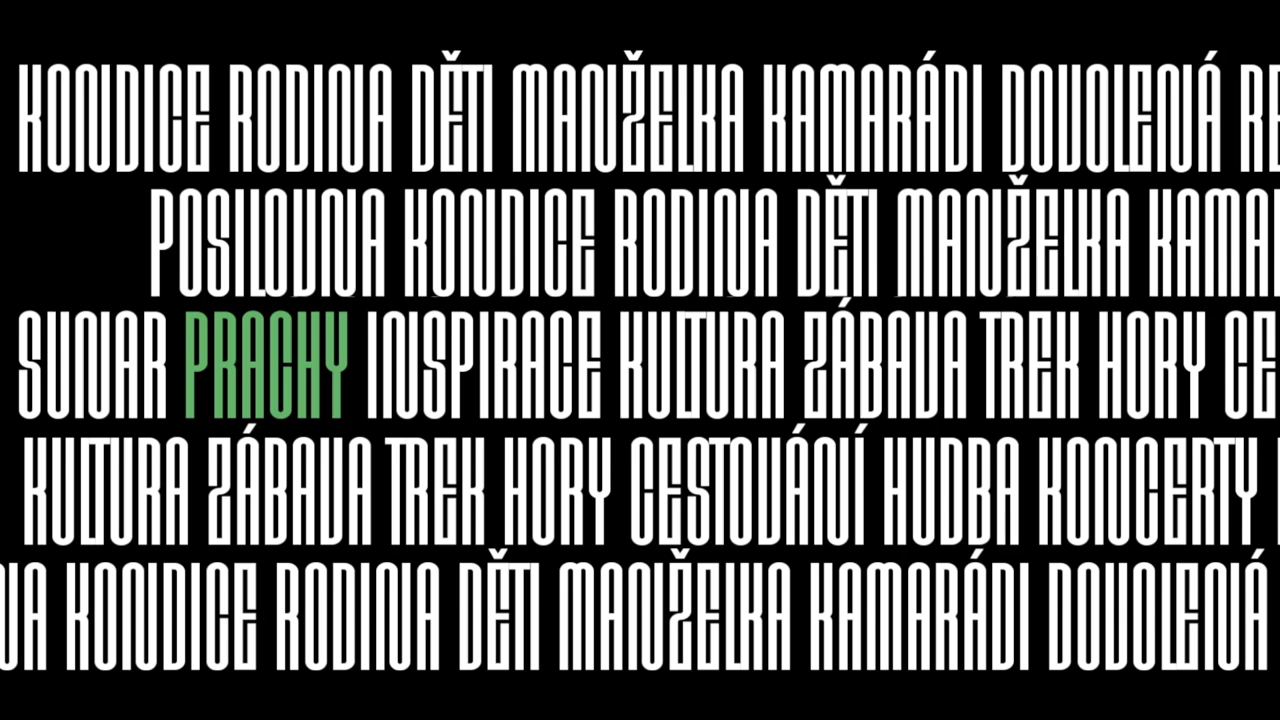 KONDICE RODINA DĚTI MANŽELKA KAMARÁDI DOVOLENÁ
POSILOVNA KONDICE RODINA DĚTI MANŽELKA
SUNAR PRACHY INSPIRACE KULTURA ZÁBAVA TREK HORY
KULTURA ZÁBAVA TREK HORY CESTOVÁNÍ HUDBA KONCERTY
KONDICE RODINA DĚTI MANŽELKA KAMARÁDI DOVOLENÁ